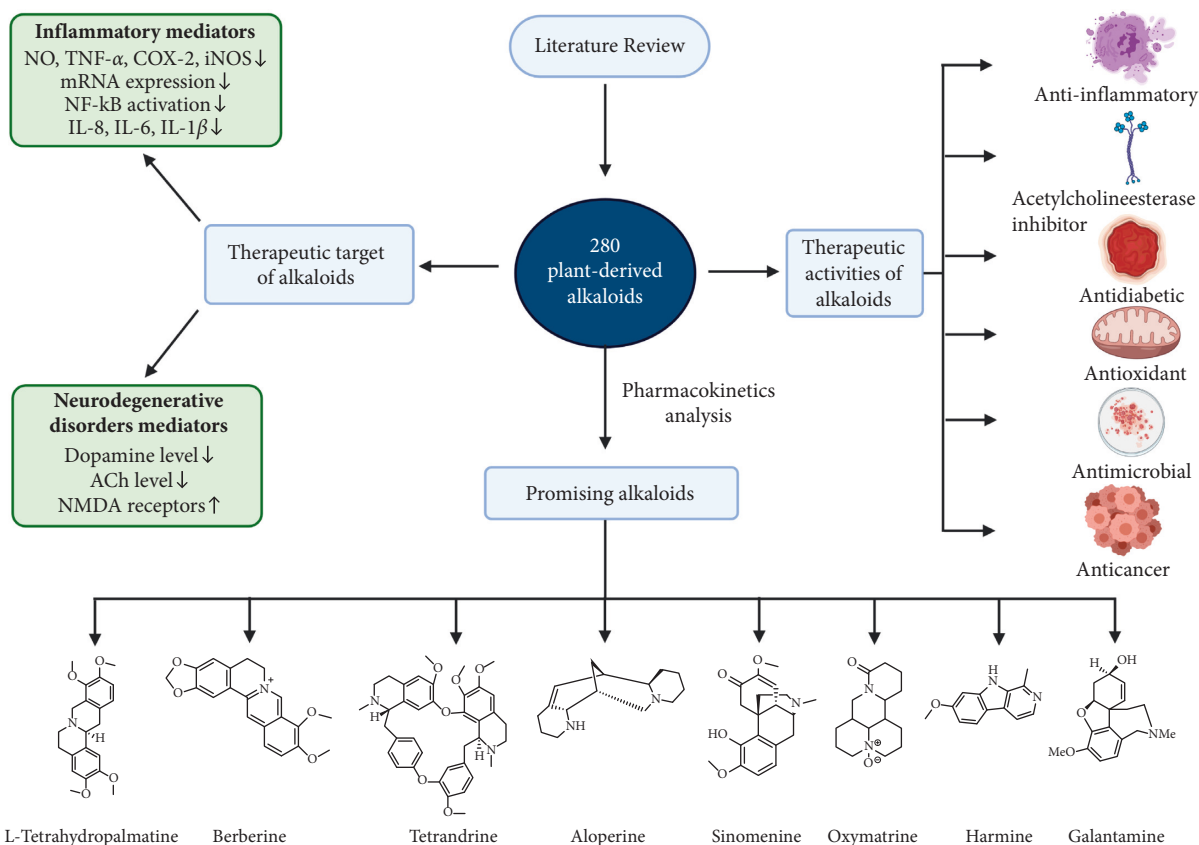 Inflammatory mediators
NO, TNF-α, COX-2, iNOS↓
mRNA expression↓
NF-kB activation↓
IL-8, IL-6, IL-1β↓
Literature Review
Anti-inflammatory
Acetylcholineesterase
inhibitor
Antidiabetic
Antioxidant
Antimicrobial
Anticancer
Therapeutic target
of alkaloids
280
plant-derived
alkaloids
Therapeutic
activities of
alkaloids
Pharmacokinetics
analysis
Neurodegenerative
disorders mediators
Dopamine level↓
ACh level↓
NMDA receptors↑
Promising alkaloids
O
O
N
H
O
O
O
O
N
+
O
O
O
N
H
O
O
O
O
H
N
O
O
N
NH
O
O
N
HO
O
O
N
N
⊕
O
⊖
H
N
N
O
H
OH
O
MeO
NMe
L-Tetrahydropalmatine
Berberine
Tetrandrine
Aloperine
Sinomenine
Oxymatrine
Harmine
Galantamine